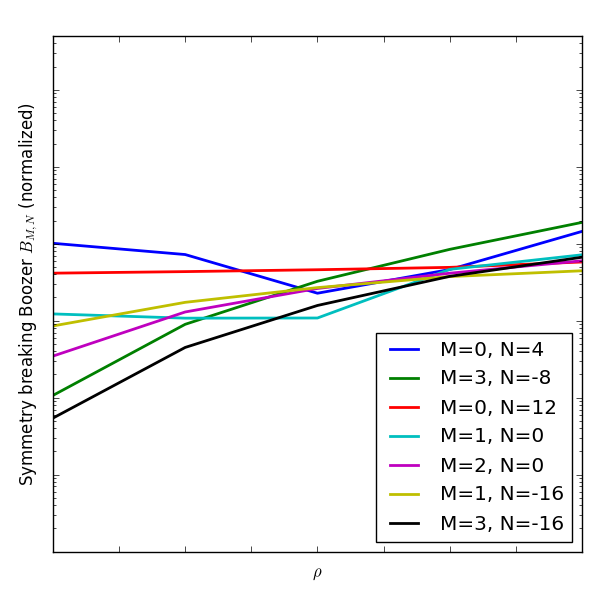 Symmetry breaking Boozer B_{M,N} (normalized)
M=0, N=4
M=3, N=-8
M=0, N=12
M=1, N=0
M=2, N=0
M=1, N=-16
M=3, N=-16
ρ